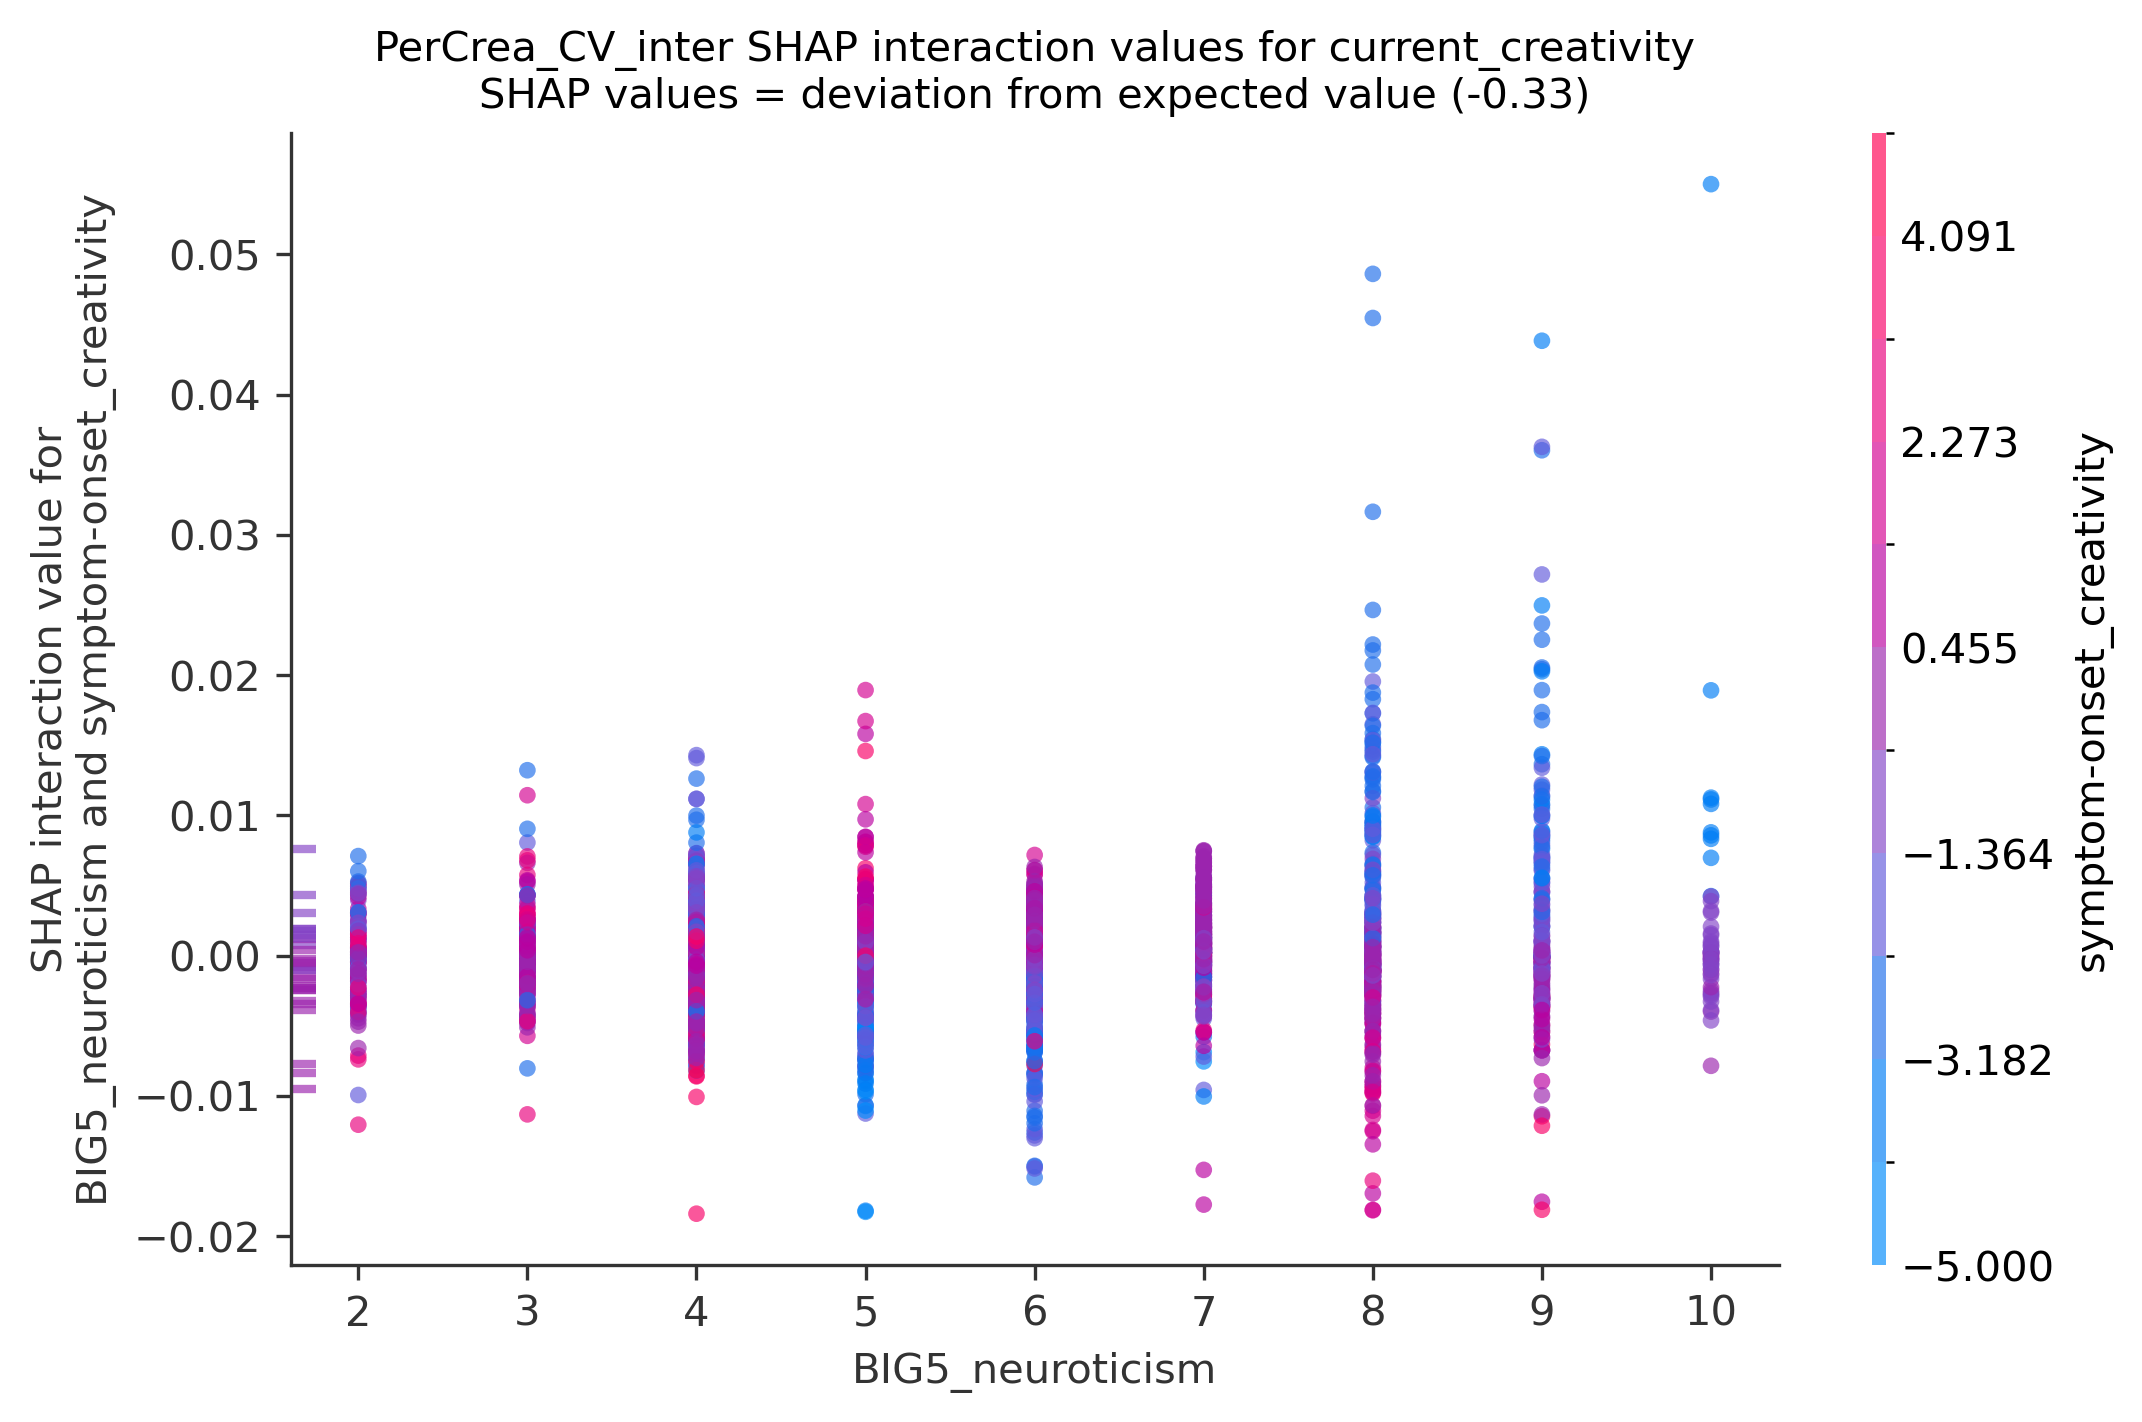 PerCrea_CV_inter SHAP interaction values for current_creativity
SHAP values = deviation from expected value (-0.33)
SHAP interaction value for
BIG5_neuroticism and symptom-onset_creativity
0.05
0.04
0.03
0.02
0.01
0.00
−0.01
−0.02
2 3 4 5 6 7 8 9 10
BIG5_neuroticism
4.091
2.273
0.455
−1.364
−3.182
−5.000
symptom-onset_creativity